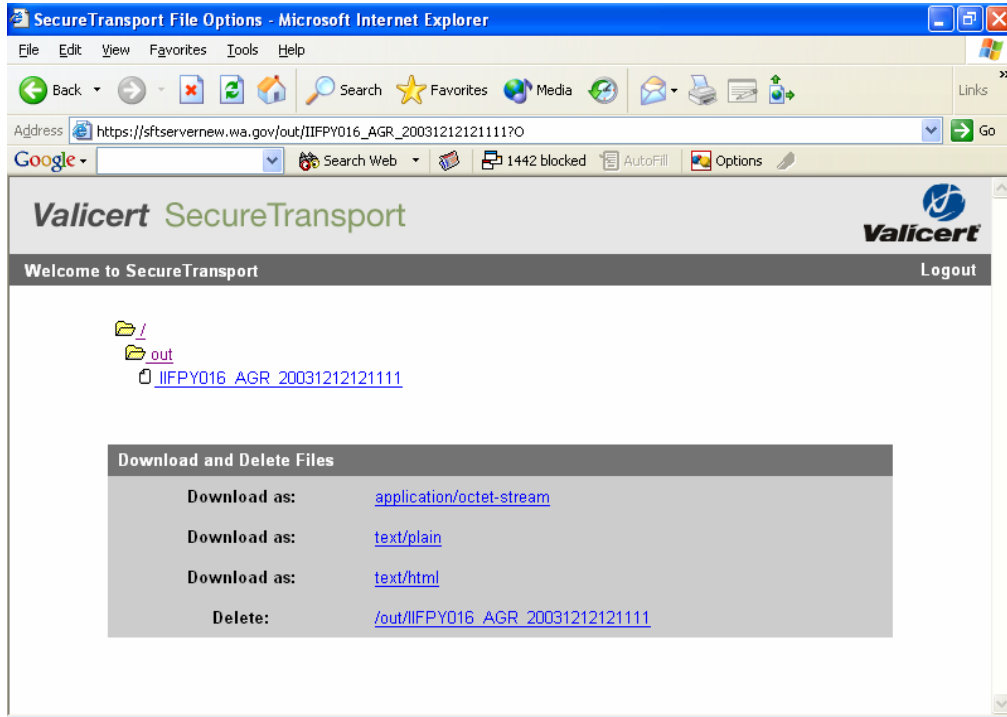 SecureTransport File Options - Microsoft Internet Explorer
File Edit View Favorites Tools Help
Back Search Favorites Media Links
Address https://sftservernew.wa.gov/out/IIFPY016_AGR_20031212121111?O Go
Google Search Web 1442 blocked AutoFill Options
Valicert SecureTransport
Valicert
Welcome to SecureTransport Logout
/
out
IIFPY016_AGR_20031212121111
Download and Delete Files
Download as: application/octet-stream
Download as: text/plain
Download as: text/html
Delete: /out/IIFPY016_AGR_20031212121111